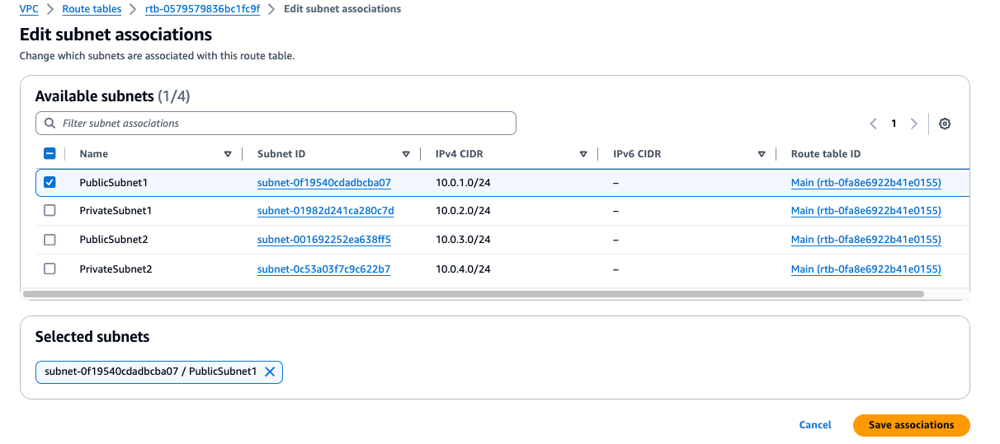 VPC > Route tables > rtb-0579579836bc1fc9f > Edit subnet associations
Edit subnet associations
Change which subnets are associated with this route table.
Available subnets (1/4)
Filter subnet associations
1
Name Subnet ID IPv4 CIDR IPv6 CIDR Route table ID
PublicSubnet1 subnet-0f19540cdadbcba07 10.0.1.0/24 – Main (rtb-0fa8e6922b41e0155)
PrivateSubnet1 subnet-01982d241ca280c7d 10.0.2.0/24 – Main (rtb-0fa8e6922b41e0155)
PublicSubnet2 subnet-001692252ea638ff5 10.0.3.0/24 – Main (rtb-0fa8e6922b41e0155)
PrivateSubnet2 subnet-0c53a03f7c9c622b7 10.0.4.0/24 – Main (rtb-0fa8e6922b41e0155)
Selected subnets
subnet-0f19540cdadbcba07 / PublicSubnet1
Cancel Save associations